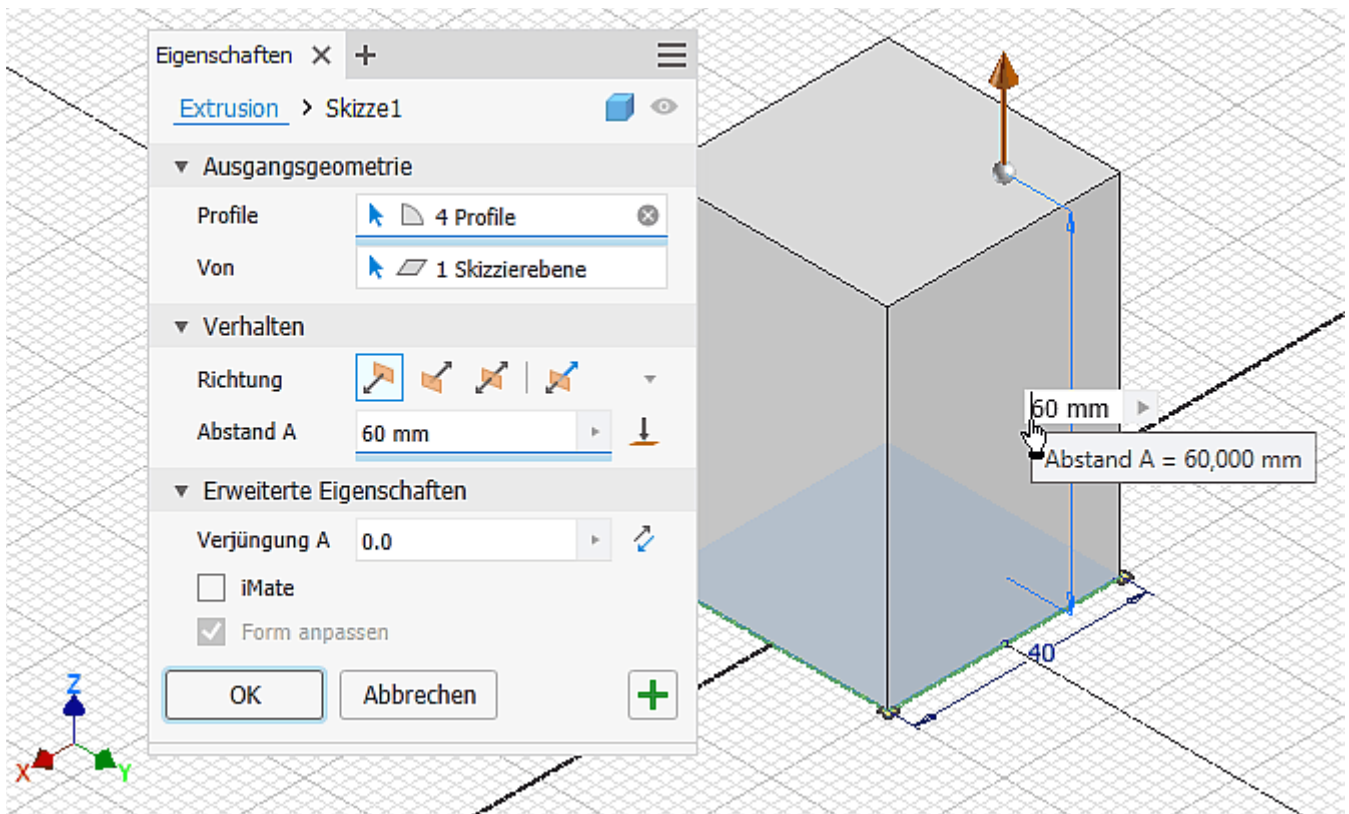 Eigenschaften
Extrusion > Skizze1
Ausgangsgeometrie
Profile 4 Profile
Von 1 Skizzierebene
Verhalten
Richtung
Abstand A 60 mm
Erweiterte Eigenschaften
Verjüngung A 0.0
iMate
Form anpassen
OK Abbrechen
60 mm
Abstand A = 60,000 mm
40
Z
X Y